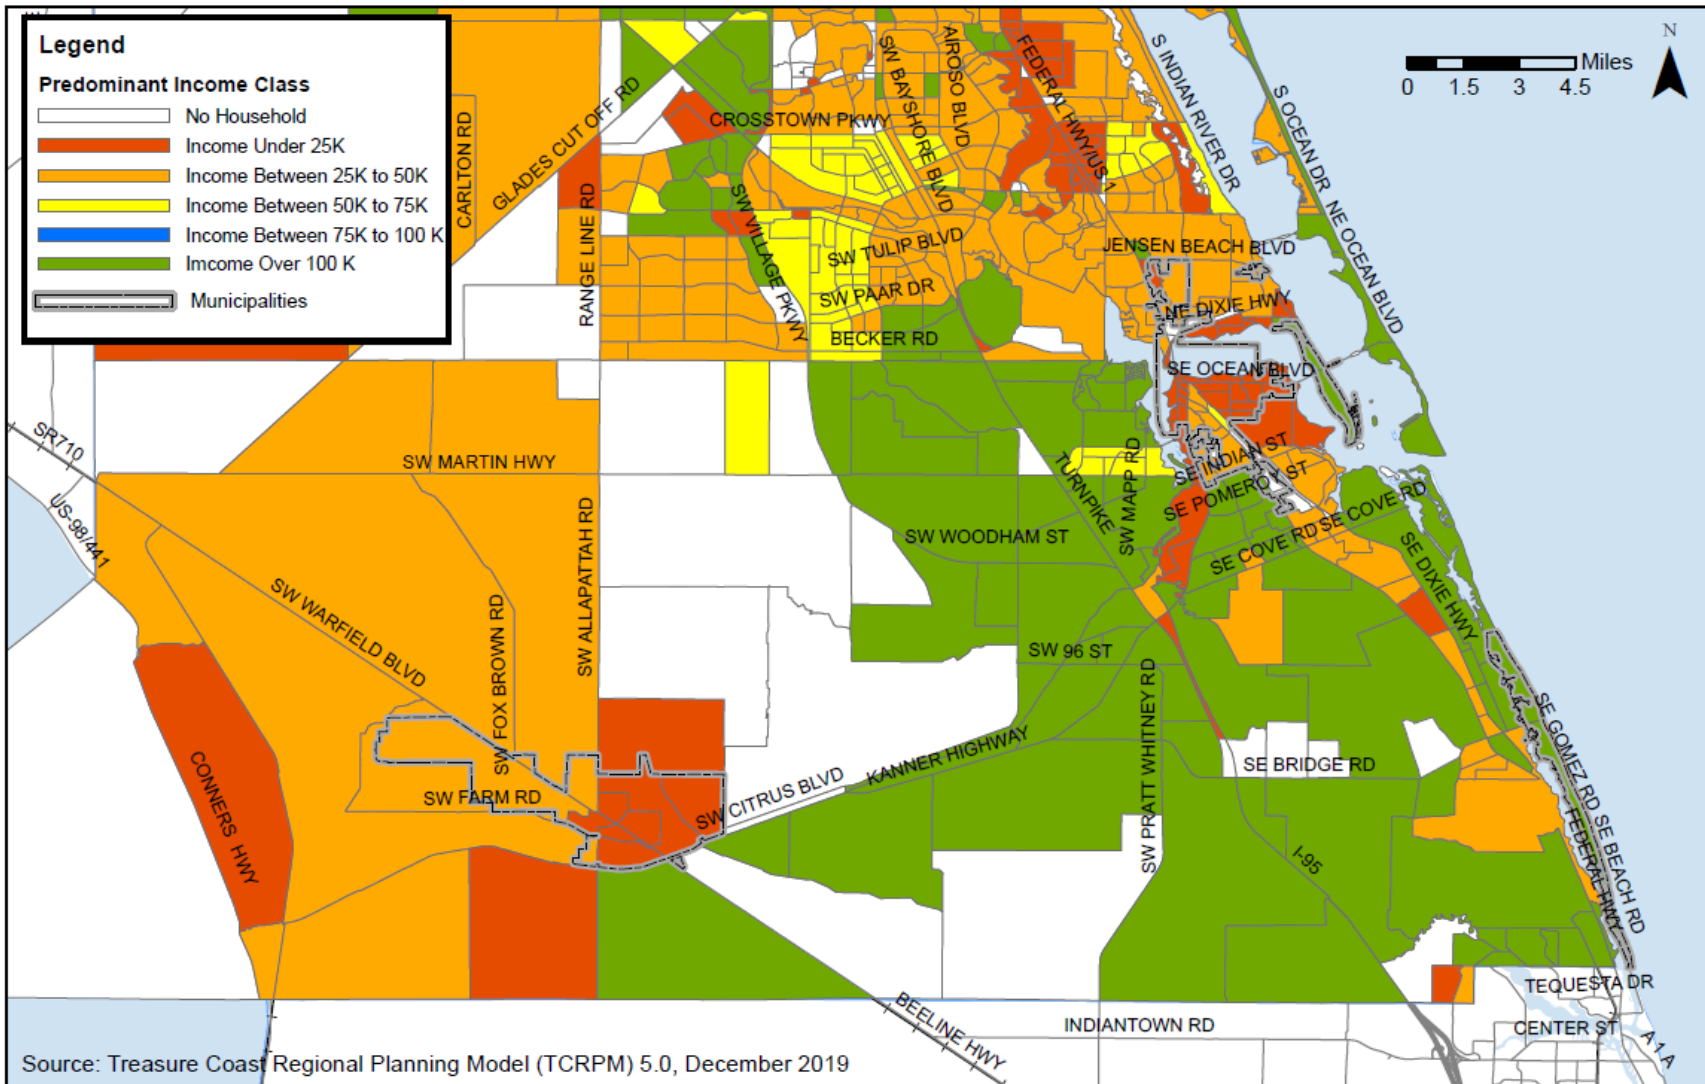 Legend
Predominant Income Class
No Household
Income Under 25K
Income Between 25K to 50K
Income Between 50K to 75K
Income Between 75K to 100 K
Imcome Over 100 K
Municipalities
N
Miles
0 1.5 3 4.5
CARLTON RD
GLADES CUT OFF RD
RANGE LINE RD
CROSSTOWN PKWY
SW BAYSHORE BLVD
AIROSO BLVD
FEDERAL HWY/US 1
S INDIAN RIVER DR
S OCEAN DR
NE OCEAN BLVD
SW VILLAGE PKWY
SW TULIP BLVD
SW PAAR DR
BECKER RD
JENSEN BEACH BLVD
NE DIXIE HWY
SE OCEAN BLVD
SR710
US-98/441
SW MARTIN HWY
SW ALLAPATTAH RD
SW FOX BROWN RD
SW WARFIELD BLVD
TURNPIKE
SW MAPP RD
SE INDIAN ST
SE POMEROY ST
SW WOODHAM ST
SE COVE RD
SE COVE RD
SE DIXIE HWY
SW 96 ST
SW PRATT WHITNEY RD
CONNERS HWY
SW FARM RD
SW CITRUS BLVD
KANNER HIGHWAY
SE BRIDGE RD
SE GOMEZ RD
SE BEACH RD
FEDERAL HWY
I-95
BEELINE HWY
INDIANTOWN RD
TEQUESTA DR
CENTER ST
A 1 A
Source: Treasure Coast Regional Planning Model (TCRPM) 5.0, December 2019